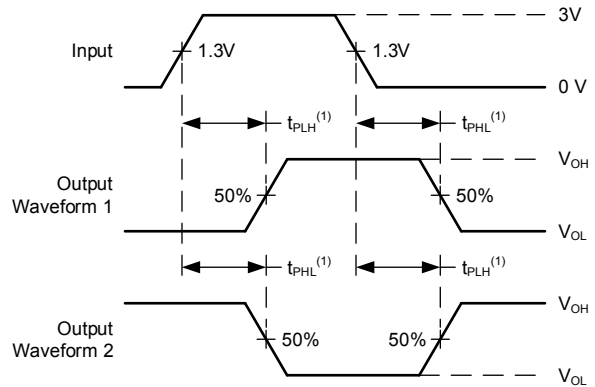 3V
Input
1.3V
1.3V
0 V
tPLH(1)
tPHL(1)
VOH
Output
Waveform 1
50%
50%
VOL
tPHL(1)
tPLH(1)
VOH
Output
Waveform 2
50%
50%
VOL